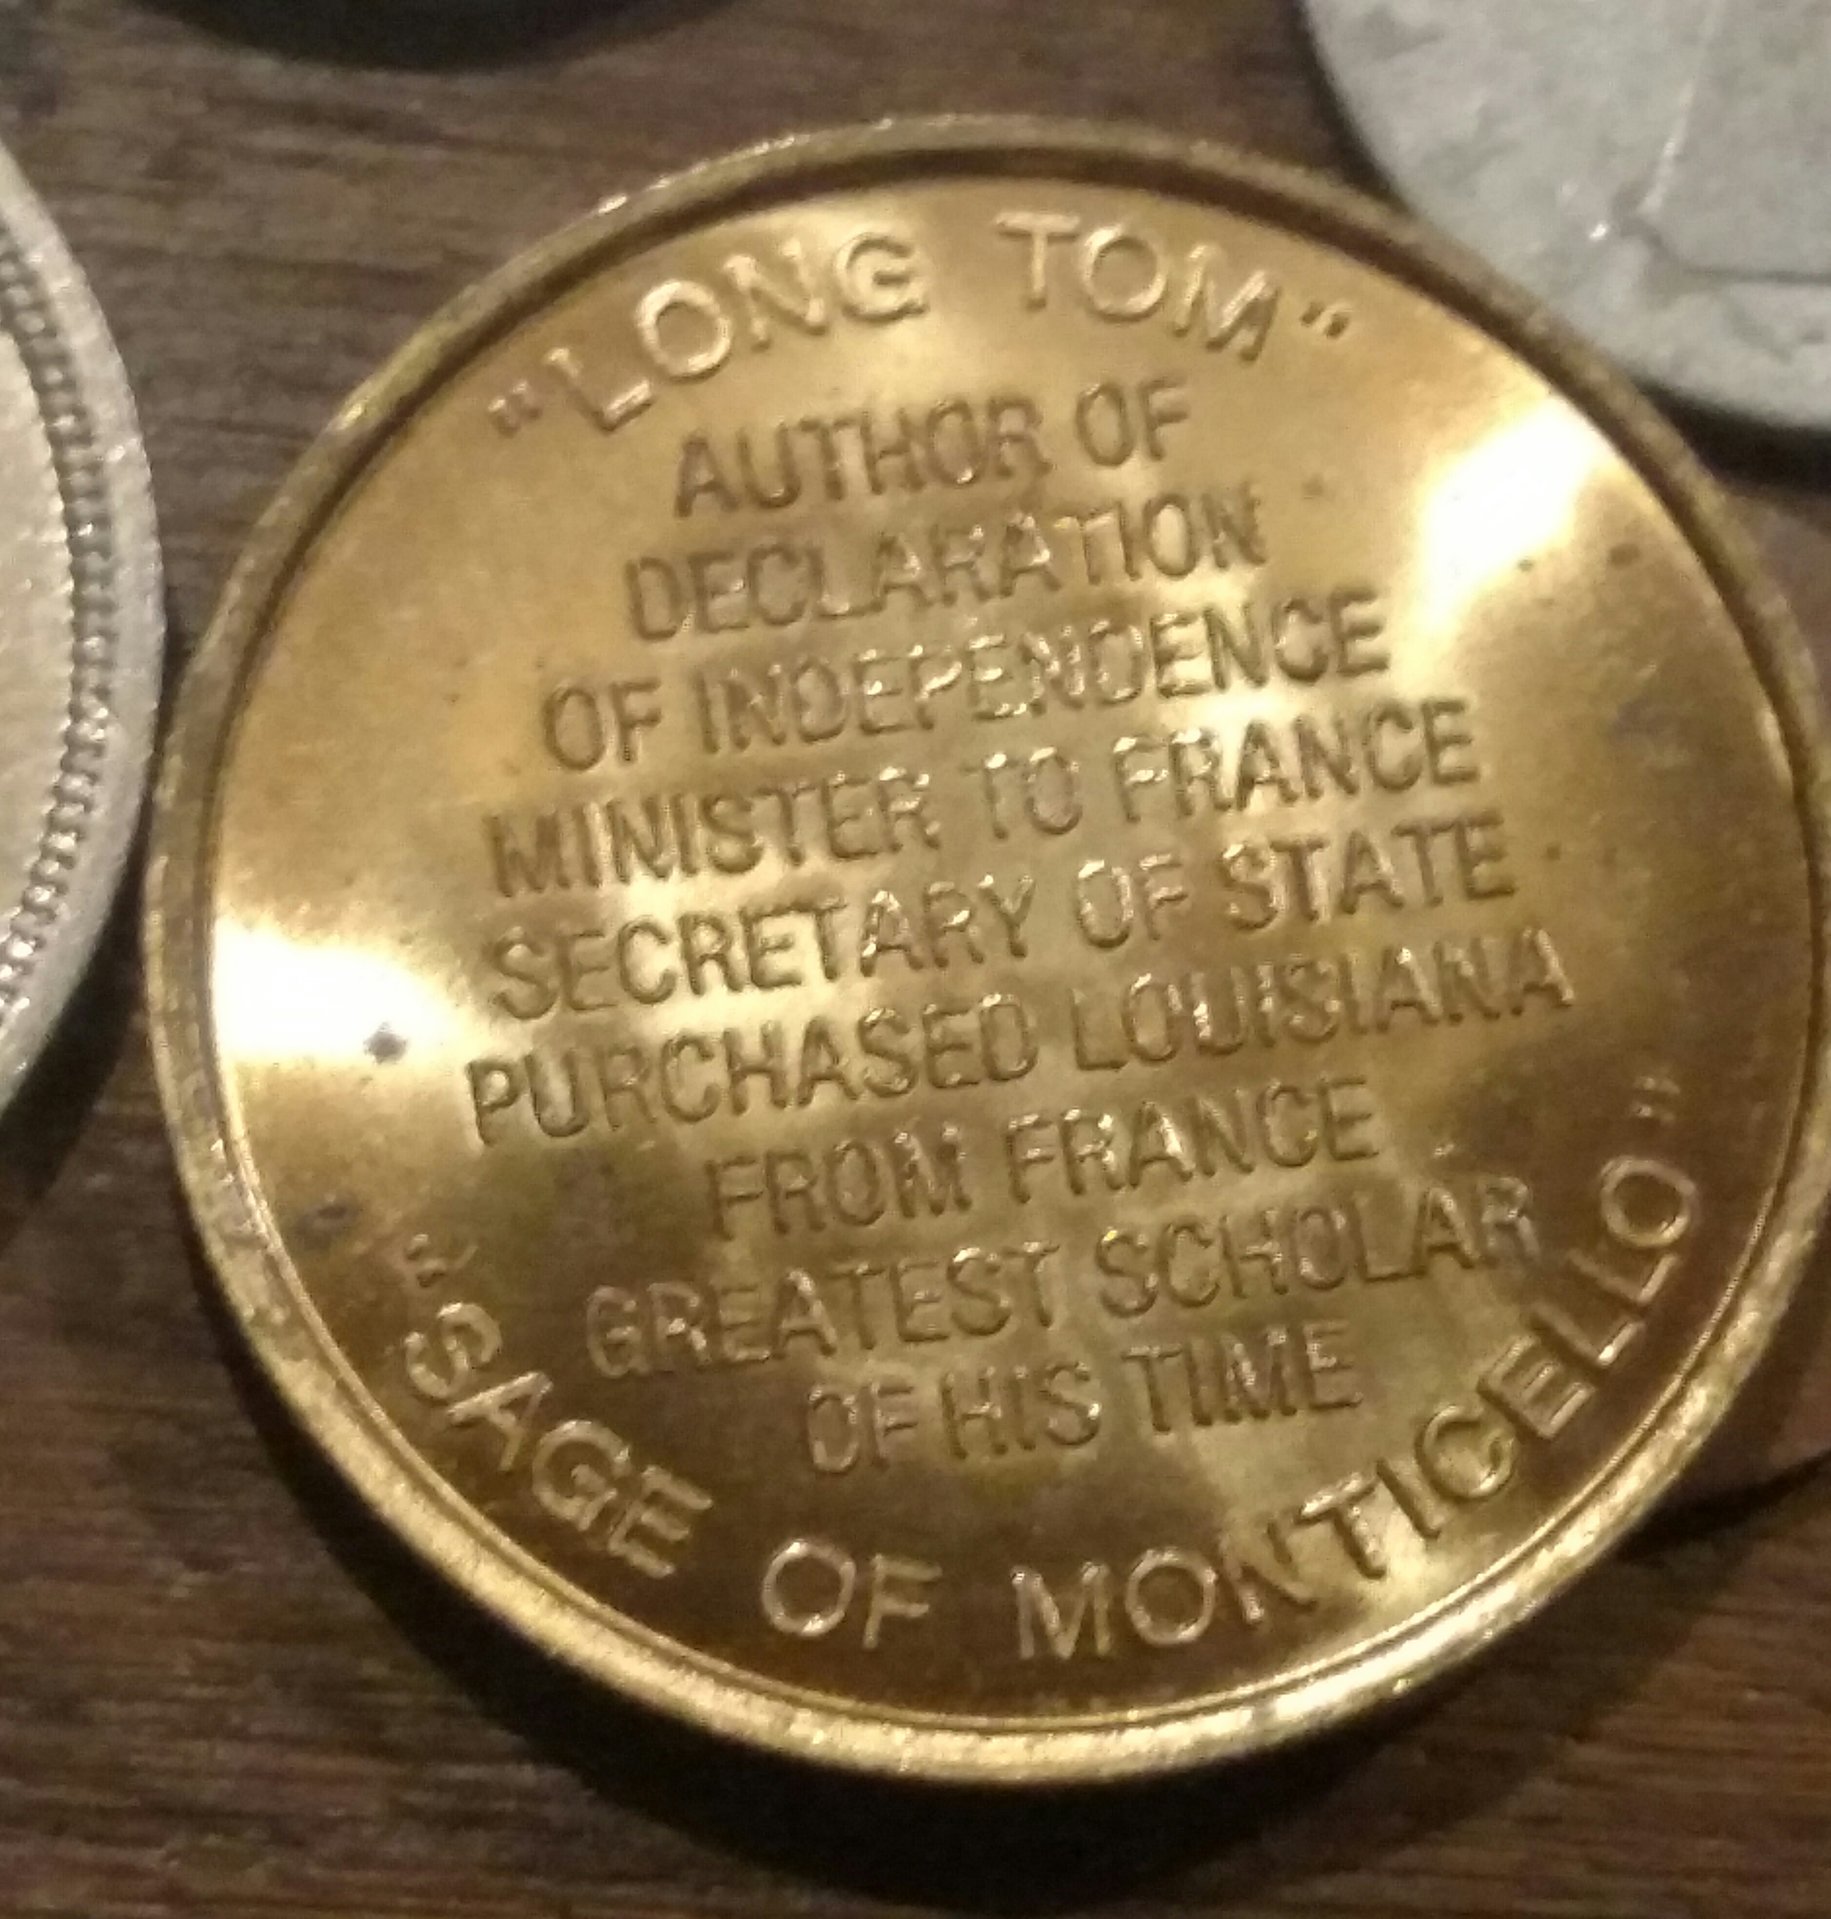 "LONG TOM"
AUTHOR OF
DECLARATION
OF INDEPENDENCE
MINISTER TO FRANCE
SECRETARY OF STATE
PURCHASED LOUISIANA
FROM FRANCE
GREATEST SCHOLAR
OF HIS TIME
"SAGE OF MONTICELLO"